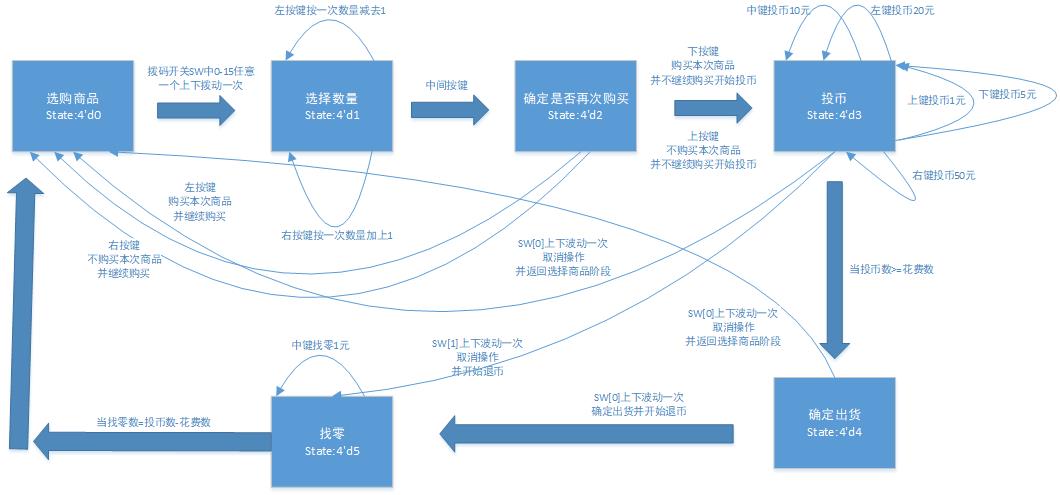 中键投币10元
左键投币20元
左按键按一次数量减去1
选购商品
State:4'd0
拨码开关SW中0-15任意
一个上下拨动一次
选择数量
State:4'd1
中间按键
确定是否再次购买
State:4'd2
下按键
购买本次商品
并不继续购买开始投币
上按键
不购买本次商品
并不继续购买开始投币
投币
State:4'd3
上键投币1元
下键投币5元
右键投币50元
左按键
购买本次商品
并继续购买
右按键按一次数量加上1
右按键
不购买本次商品
并继续购买
SW[0]上下波动一次
取消操作
并返回选择商品阶段
当投币数>=花费数
SW[0]上下波动一次
取消操作
并返回选择商品阶段
中键找零1元
SW[1]上下波动一次
取消操作
并开始退币
确定出货
State:4'd4
SW[0]上下波动一次
确定出货并开始退币
找零
State:4'd5
当找零数=投币数-花费数